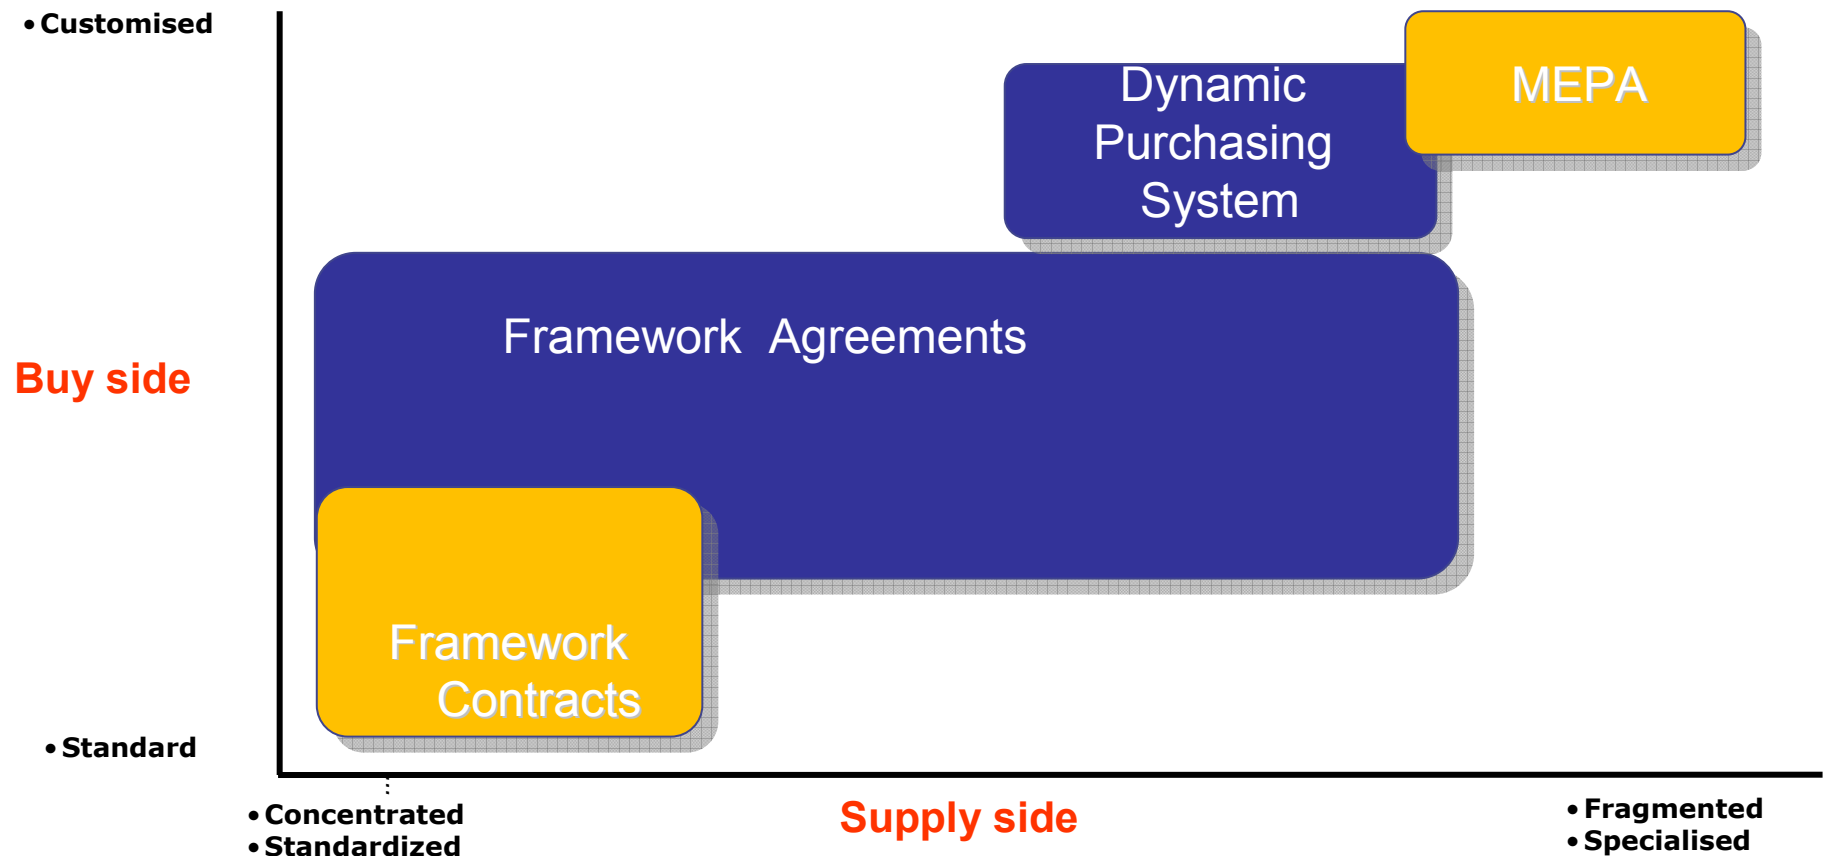 • Customised
Dynamic
Purchasing
System
MEPA
Framework Agreements
Buy side
Framework
Contracts
• Standard
• Concentrated
• Standardized
Supply side
• Fragmented
• Specialised